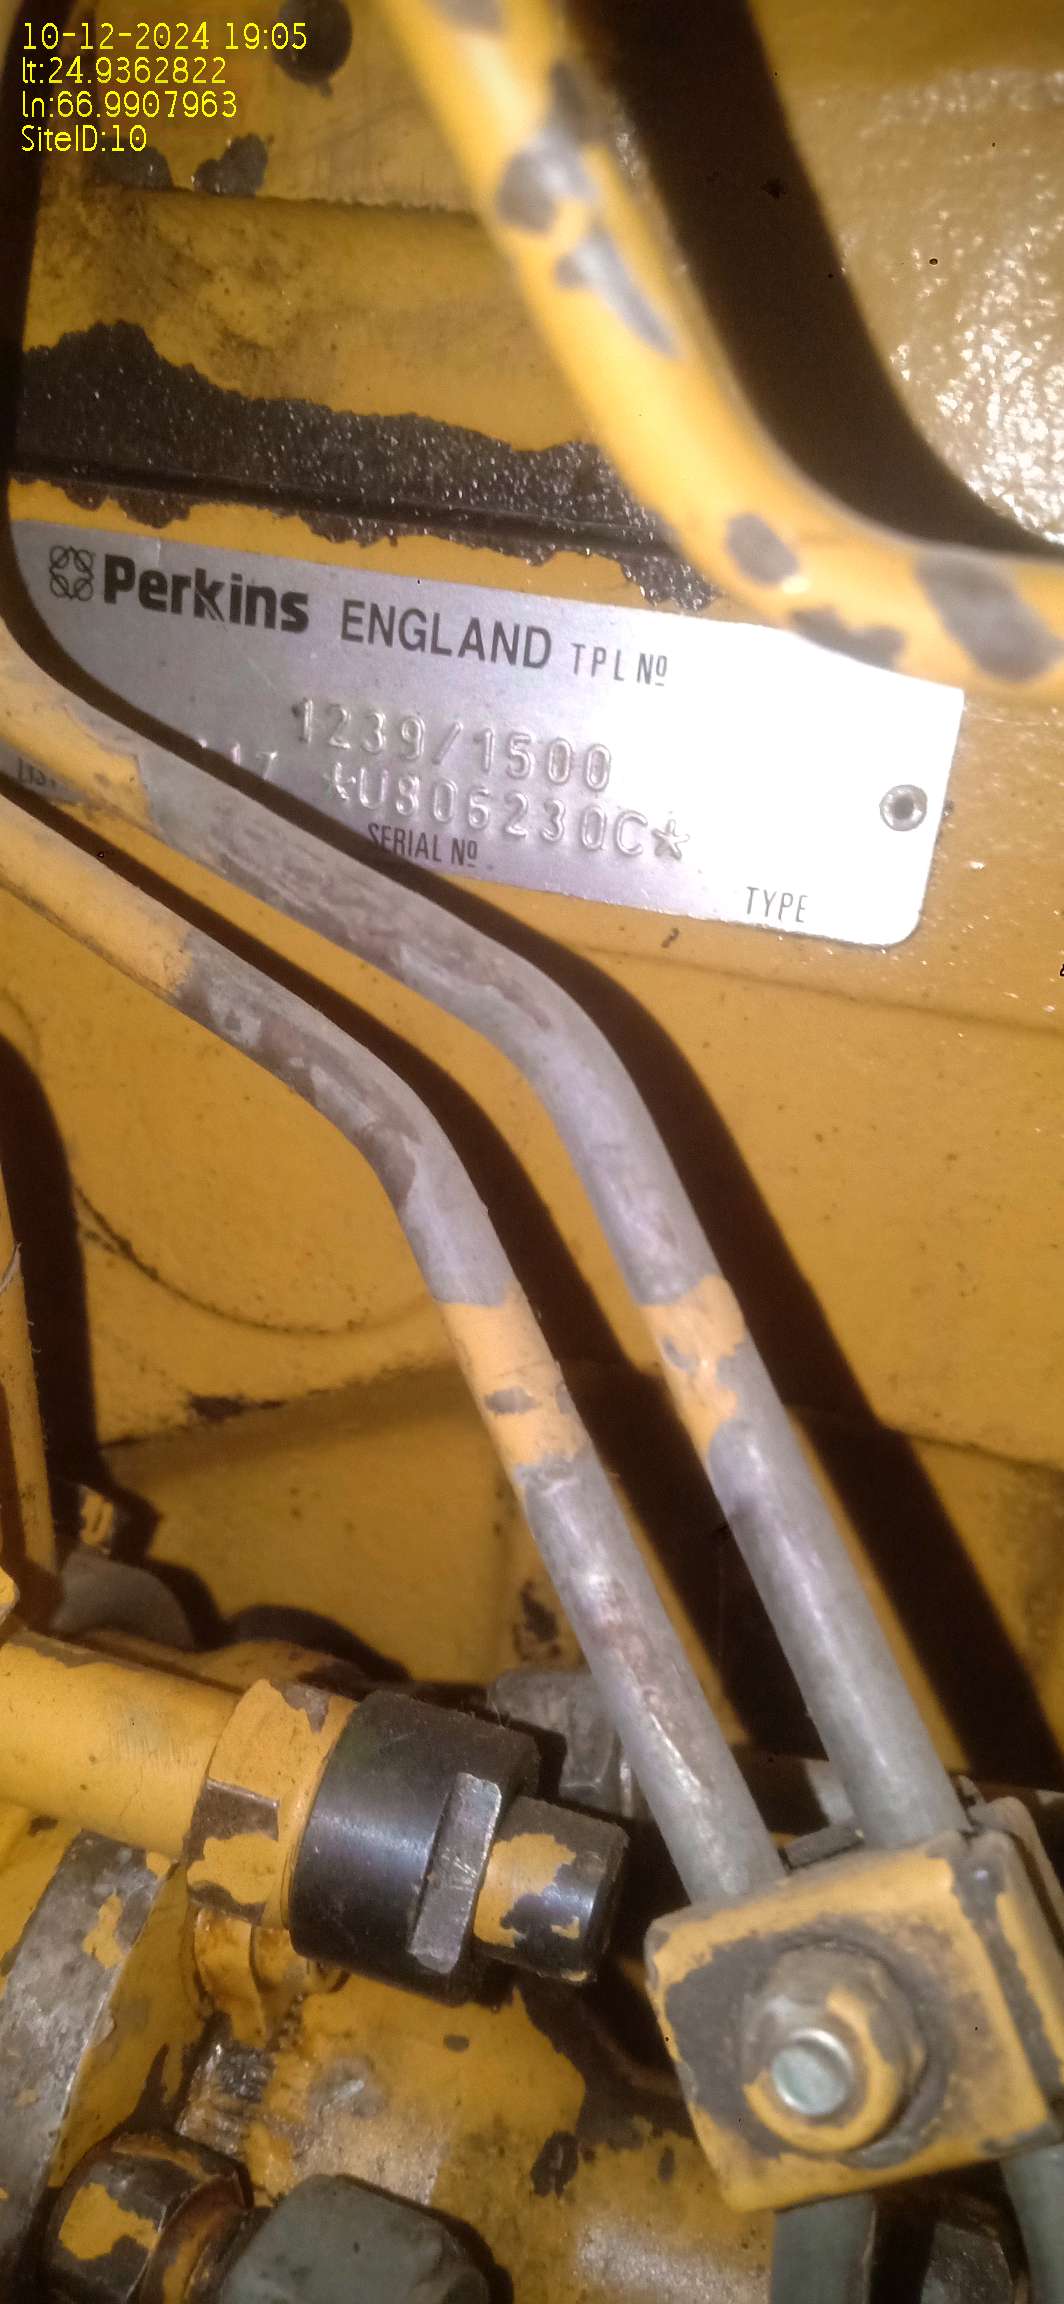 10-12-2024 19:05
lt:24.9362822
ln:66.9907963
SiteID:10
Perkins ENGLAND TPL Nº
1239/1500
*U806230C*
SERIAL Nº
TYPE